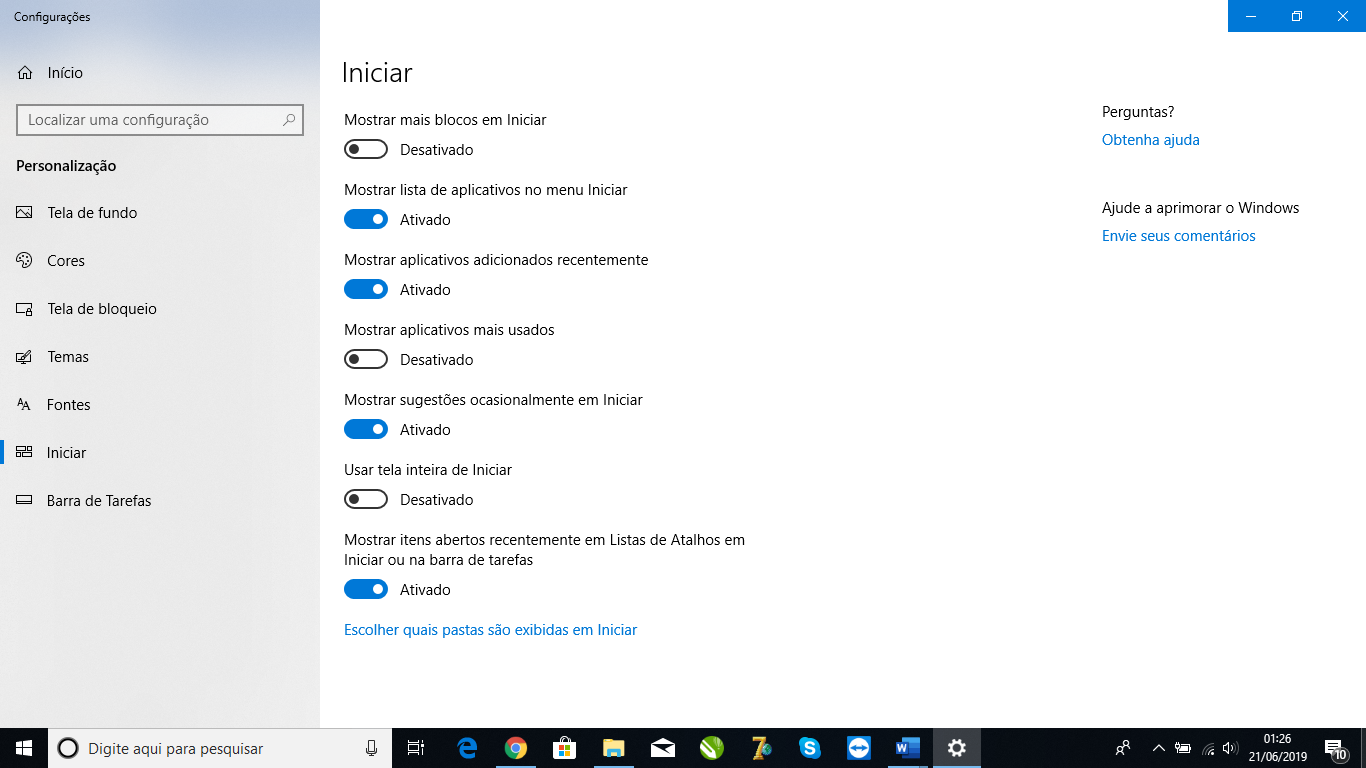 Configurações
Início
Localizar uma configuração
Personalização
Tela de fundo
Cores
Tela de bloqueio
Temas
Fontes
Iniciar
Barra de Tarefas
Iniciar
Mostrar mais blocos em Iniciar
Desativado
Mostrar lista de aplicativos no menu Iniciar
Ativado
Mostrar aplicativos adicionados recentemente
Ativado
Mostrar aplicativos mais usados
Desativado
Mostrar sugestões ocasionalmente em Iniciar
Ativado
Usar tela inteira de Iniciar
Desativado
Mostrar itens abertos recentemente em Listas de Atalhos em
Iniciar ou na barra de tarefas
Ativado
Escolher quais pastas são exibidas em Iniciar
Perguntas?
Obtenha ajuda
Ajude a aprimorar o Windows
Envie seus comentários
Digite aqui para pesquisar
01:26
21/06/2019
10